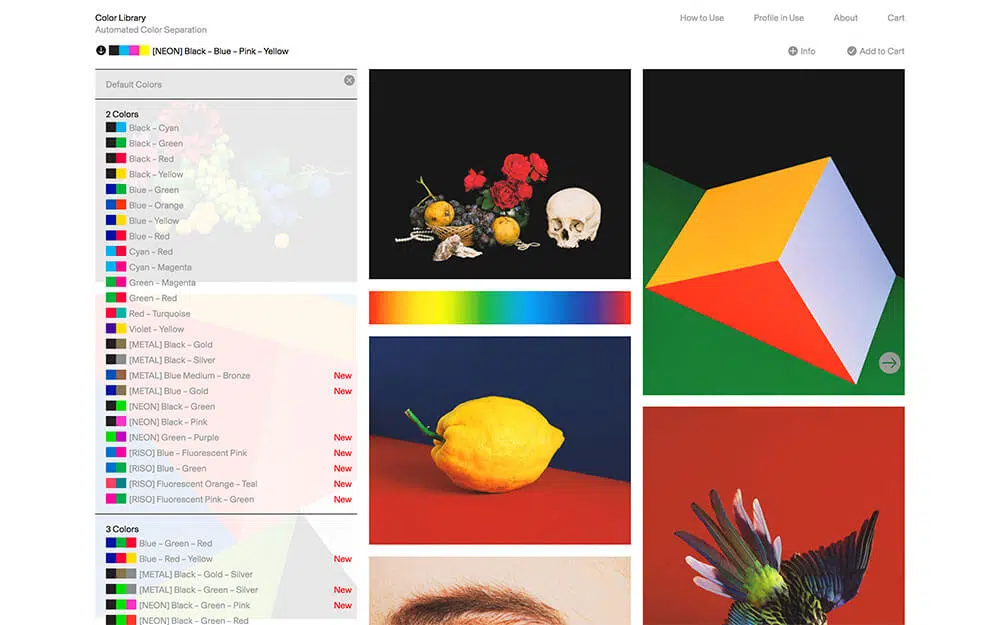 Color Library
Automated Color Separation
How to Use
Profile in Use
About
Cart
[NEON] Black – Blue – Pink – Yellow
Info
Add to Cart
Default Colors
2 Colors
Black – Cyan
Black – Green
Black – Red
Black – Yellow
Blue – Green
Blue – Orange
Blue – Yellow
Blue – Red
Cyan – Red
Cyan – Magenta
Green – Magenta
Green – Red
Red – Turquoise
Violet – Yellow
[METAL] Black – Gold
[METAL] Black – Silver
[METAL] Blue Medium – Bronze New
[METAL] Blue – Gold New
[NEON] Black – Green
[NEON] Black – Pink
[NEON] Green – Purple New
[RISO] Blue – Fluorescent Pink New
[RISO] Blue – Green New
[RISO] Fluorescent Orange – Teal New
[RISO] Fluorescent Pink – Green New
3 Colors
Blue – Green – Red
Blue – Red – Yellow New
[METAL] Black – Gold – Silver
[METAL] Black – Green – Silver New
[NEON] Black – Green – Pink New
[NEON] Black – Green – Red